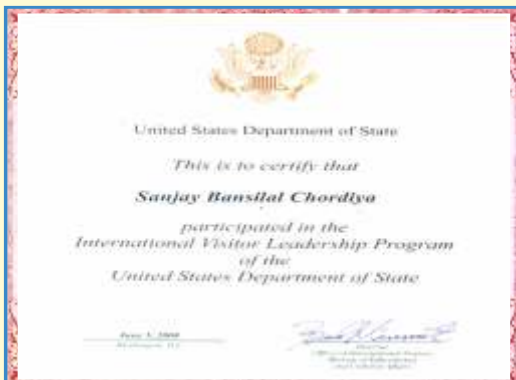 United States Department of State
This is to certify that
Sanjay Bansilal Chordiya
participated in the
International Visitor Leadership Program
of the
United States Department of State
Director